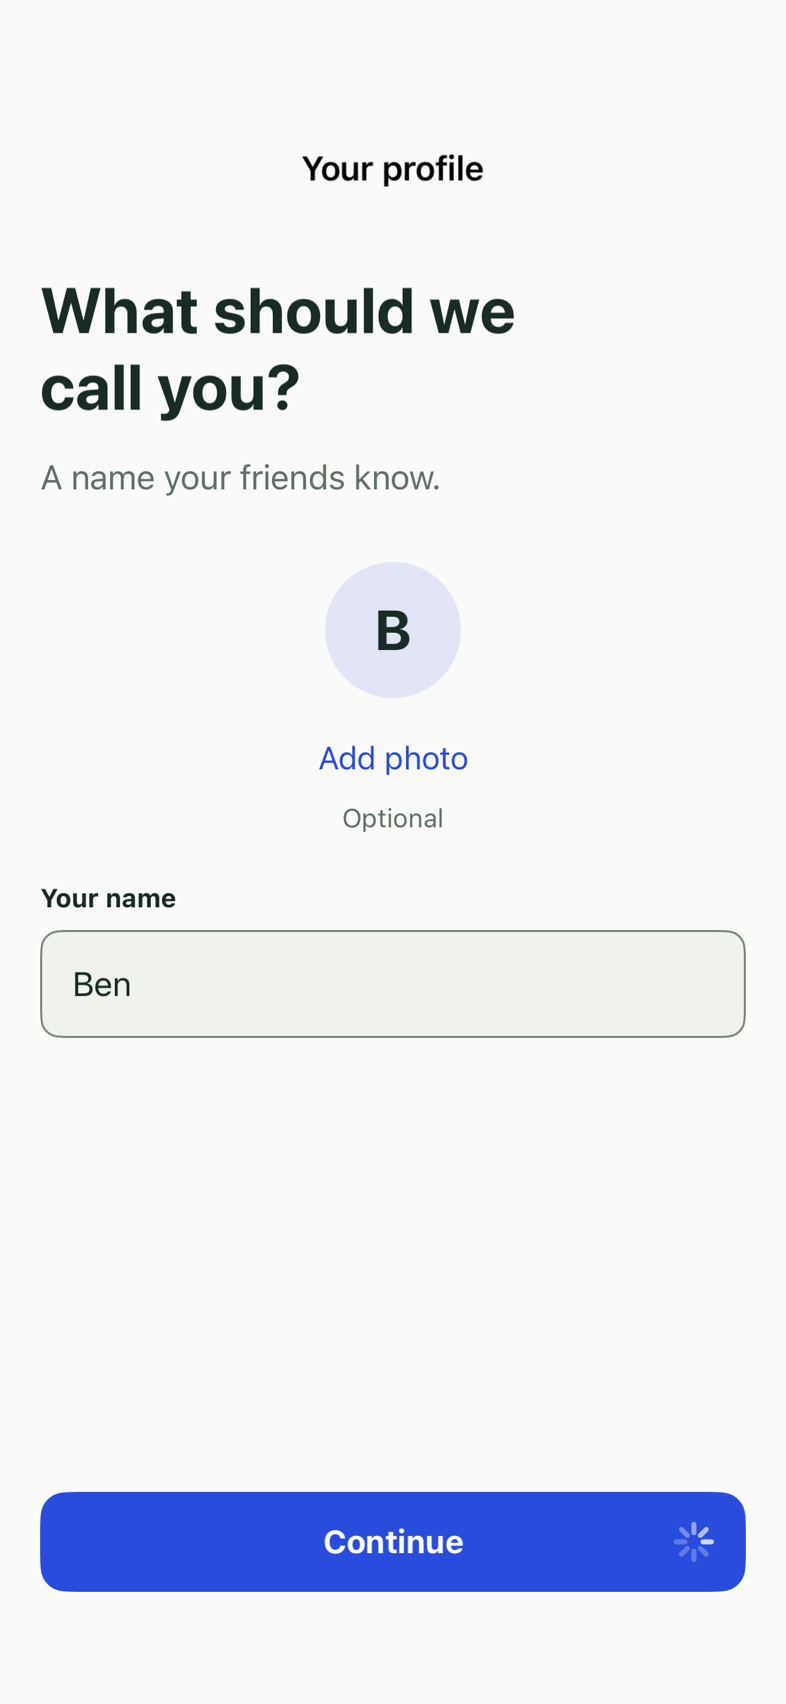 Your profile
What should we
call you?
A name your friends know.
B
Add photo
Optional
Your name
Ben
Continue